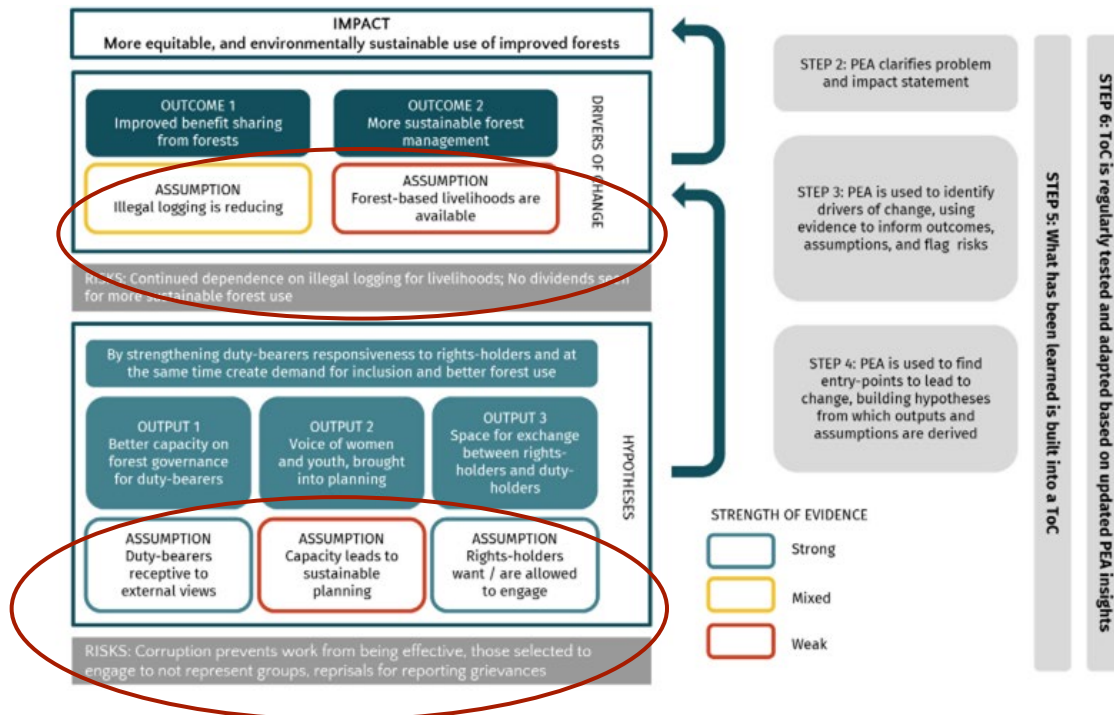 IMPACT
More equitable, and environmentally sustainable use of improved forests
OUTCOME 1
Improved benefit sharing
from forests
OUTCOME 2
More sustainable forest
management
ASSUMPTION
Illegal logging is reducing
ASSUMPTION
Forest-based livelihoods are
available
DRIVERS OF CHANGE
RISKS: Continued dependence on illegal logging for livelihoods; No dividends seen
for more sustainable forest use
By strengthening duty-bearers responsiveness to rights-holders and at
the same time create demand for inclusion and better forest use
OUTPUT 1
Better capacity on
forest governance
for duty-bearers
OUTPUT 2
Voice of women
and youth, brought
into planning
OUTPUT 3
Space for exchange
between rights-
holders and duty-
holders
ASSUMPTION
Duty-bearers
receptive to
external views
ASSUMPTION
Capacity leads to
sustainable
planning
ASSUMPTION
Rights-holders
want / are allowed
to engage
HYPOTHESES
RISKS: Corruption prevents work from being effective, those selected to
engage to not represent groups, reprisals for reporting grievances
STEP 2: PEA clarifies problem
and impact statement
STEP 3: PEA is used to identify
drivers of change, using
evidence to inform outcomes,
assumptions, and flag risks
STEP 4: PEA is used to find
entry-points to lead to
change, building hypotheses
from which outputs and
assumptions are derived
STRENGTH OF EVIDENCE
Strong
Mixed
Weak
STEP 5: What has been learned is built into a ToC
STEP 6: ToC is regularly tested and adapted based on updated PEA insights